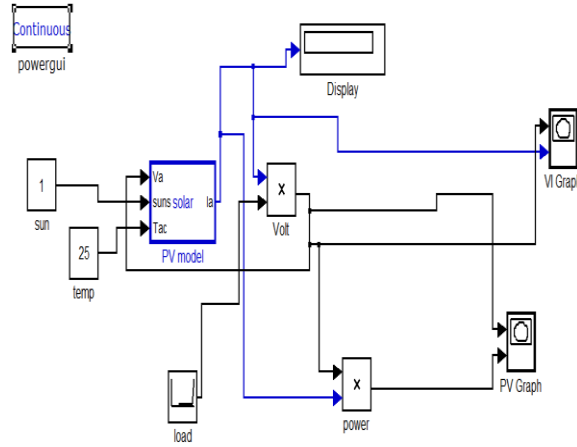 Continuous
powergui
Display
VI Graph
1
sun
Va
suns solar Ia
Tac
PV model
x
Volt
25
temp
load
x
power
PV Graph